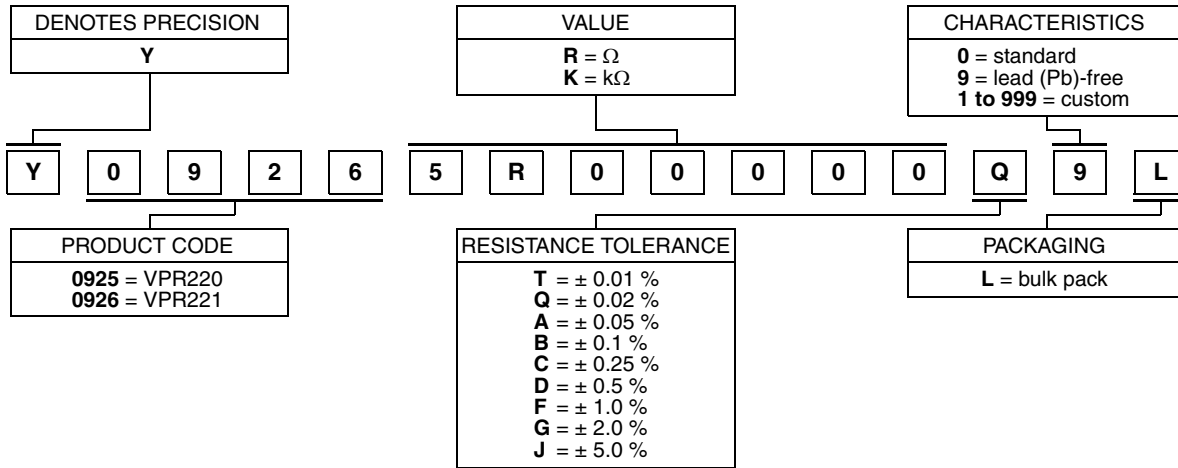 DENOTES PRECISION
Y
VALUE
R = Ω
K = kΩ
CHARACTERISTICS
0 = standard
9 = lead (Pb)-free
1 to 999 = custom
Y 0 9 2 6 5 R 0 0 0 0 0 Q 9 L
PRODUCT CODE
0925 = VPR220
0926 = VPR221
RESISTANCE TOLERANCE
T = ± 0.01 %
Q = ± 0.02 %
A = ± 0.05 %
B = ± 0.1 %
C = ± 0.25 %
D = ± 0.5 %
F = ± 1.0 %
G = ± 2.0 %
J = ± 5.0 %
PACKAGING
L = bulk pack